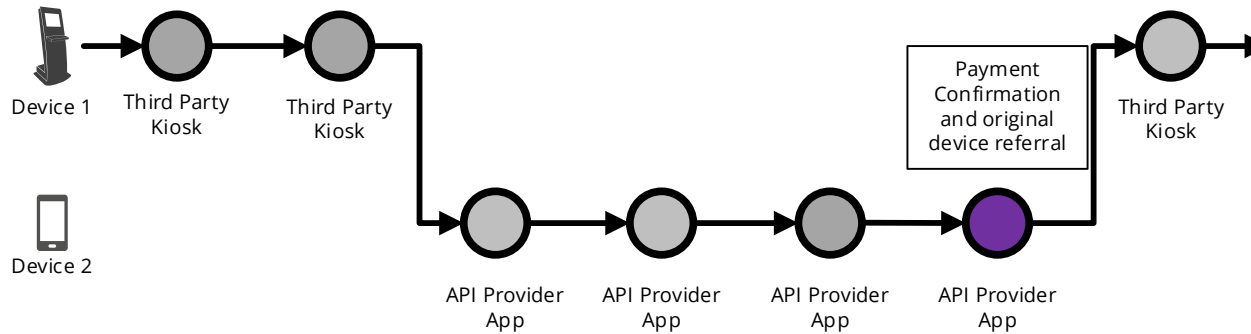 Device 1
Third Party
Kiosk
Third Party
Kiosk
Payment
Confirmation
and original
device referral
Third Party
Kiosk
Device 2
API Provider
App
API Provider
App
API Provider
App
API Provider
App